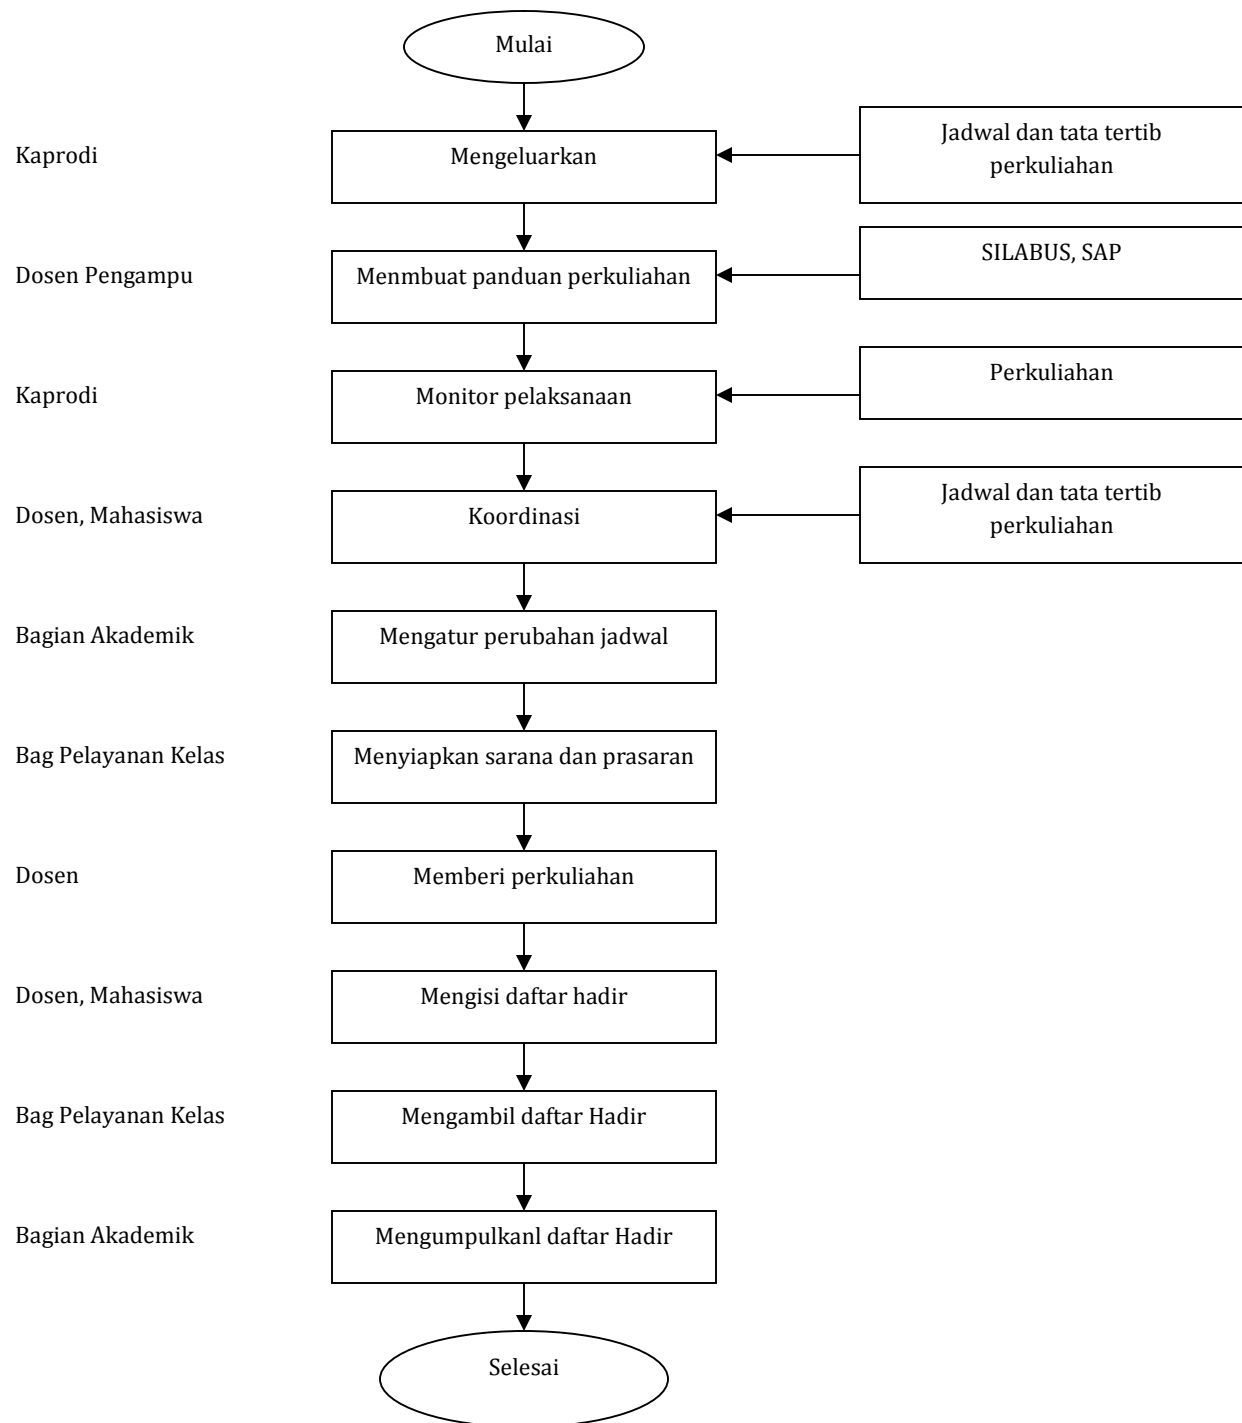 Mulai
Kaprodi
Mengeluarkan
Jadwal dan tata tertib
perkuliahan
Dosen Pengampu
Menmbuat panduan perkuliahan
SILABUS, SAP
Kaprodi
Monitor pelaksanaan
Perkuliahan
Dosen, Mahasiswa
Koordinasi
Jadwal dan tata tertib
perkuliahan
Bagian Akademik
Mengatur perubahan jadwal
Bag Pelayanan Kelas
Menyiapkan sarana dan prasaran
Dosen
Memberi perkuliahan
Dosen, Mahasiswa
Mengisi daftar hadir
Bag Pelayanan Kelas
Mengambil daftar Hadir
Bagian Akademik
Mengumpulkanl daftar Hadir
Selesai